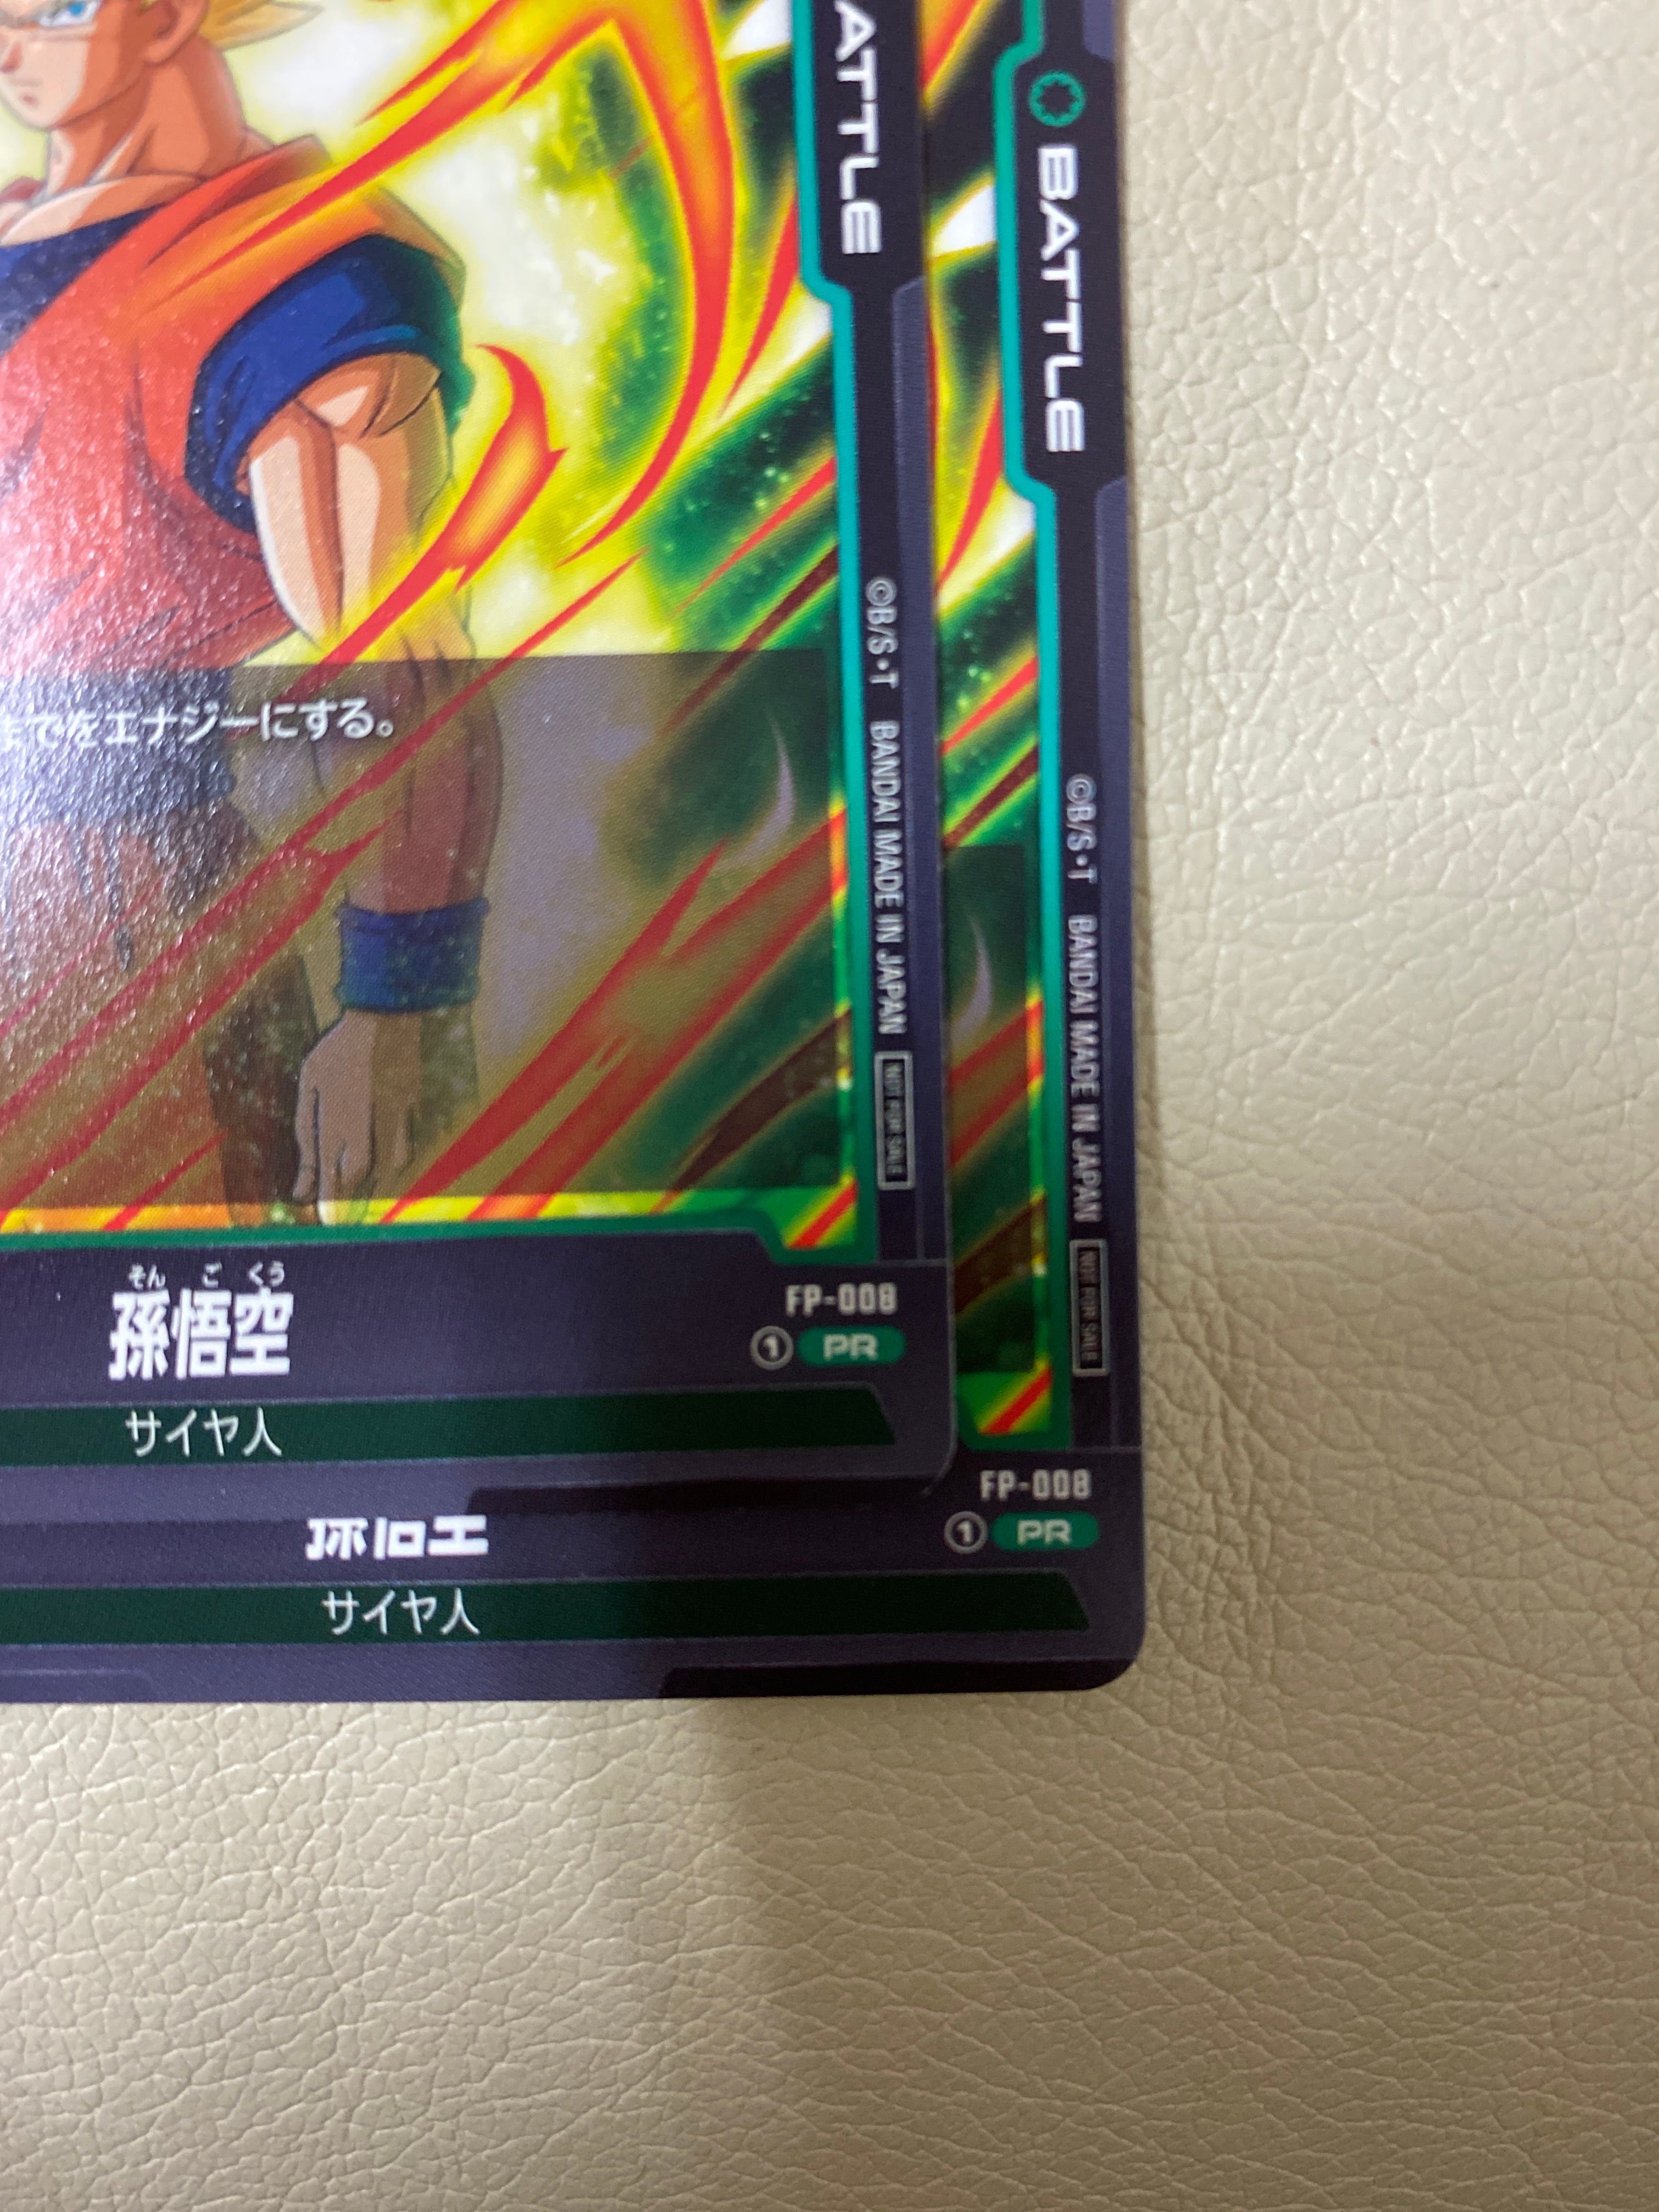 ATTLE
©B/S・T BANDAI MADE IN JAPAN NOT FOR SALE
までをエナジーにする。
そん ご くう
孫悟空
FP-008
① PR
サイヤ人
BATTLE
©B/S・T BANDAI MADE IN JAPAN NOT FOR SALE
FP-008
① PR
サイヤ人